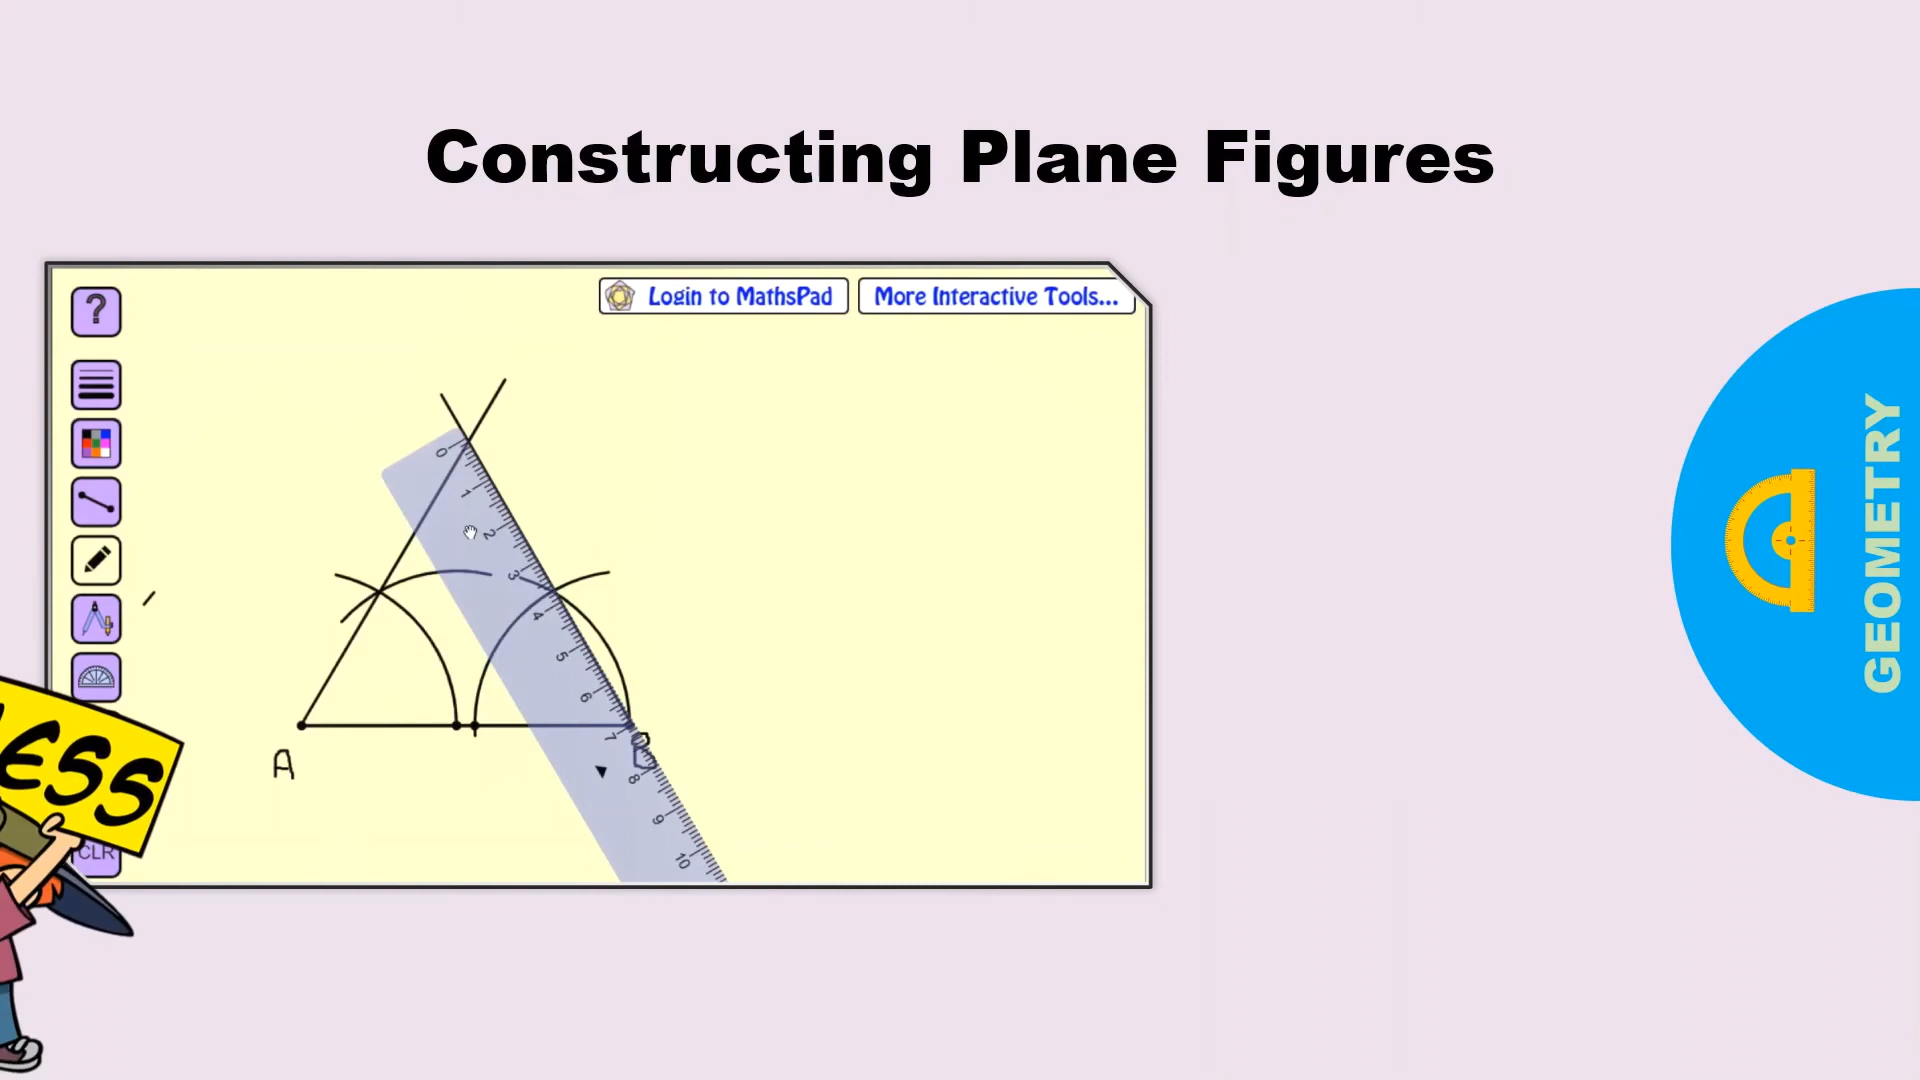 Constructing Plane Figures
Login to MathsPad
More Interactive Tools...
?
0
1
2
3
4
5
6
7
8
9
10
A
B
ESS
CLR
GEOMETRY